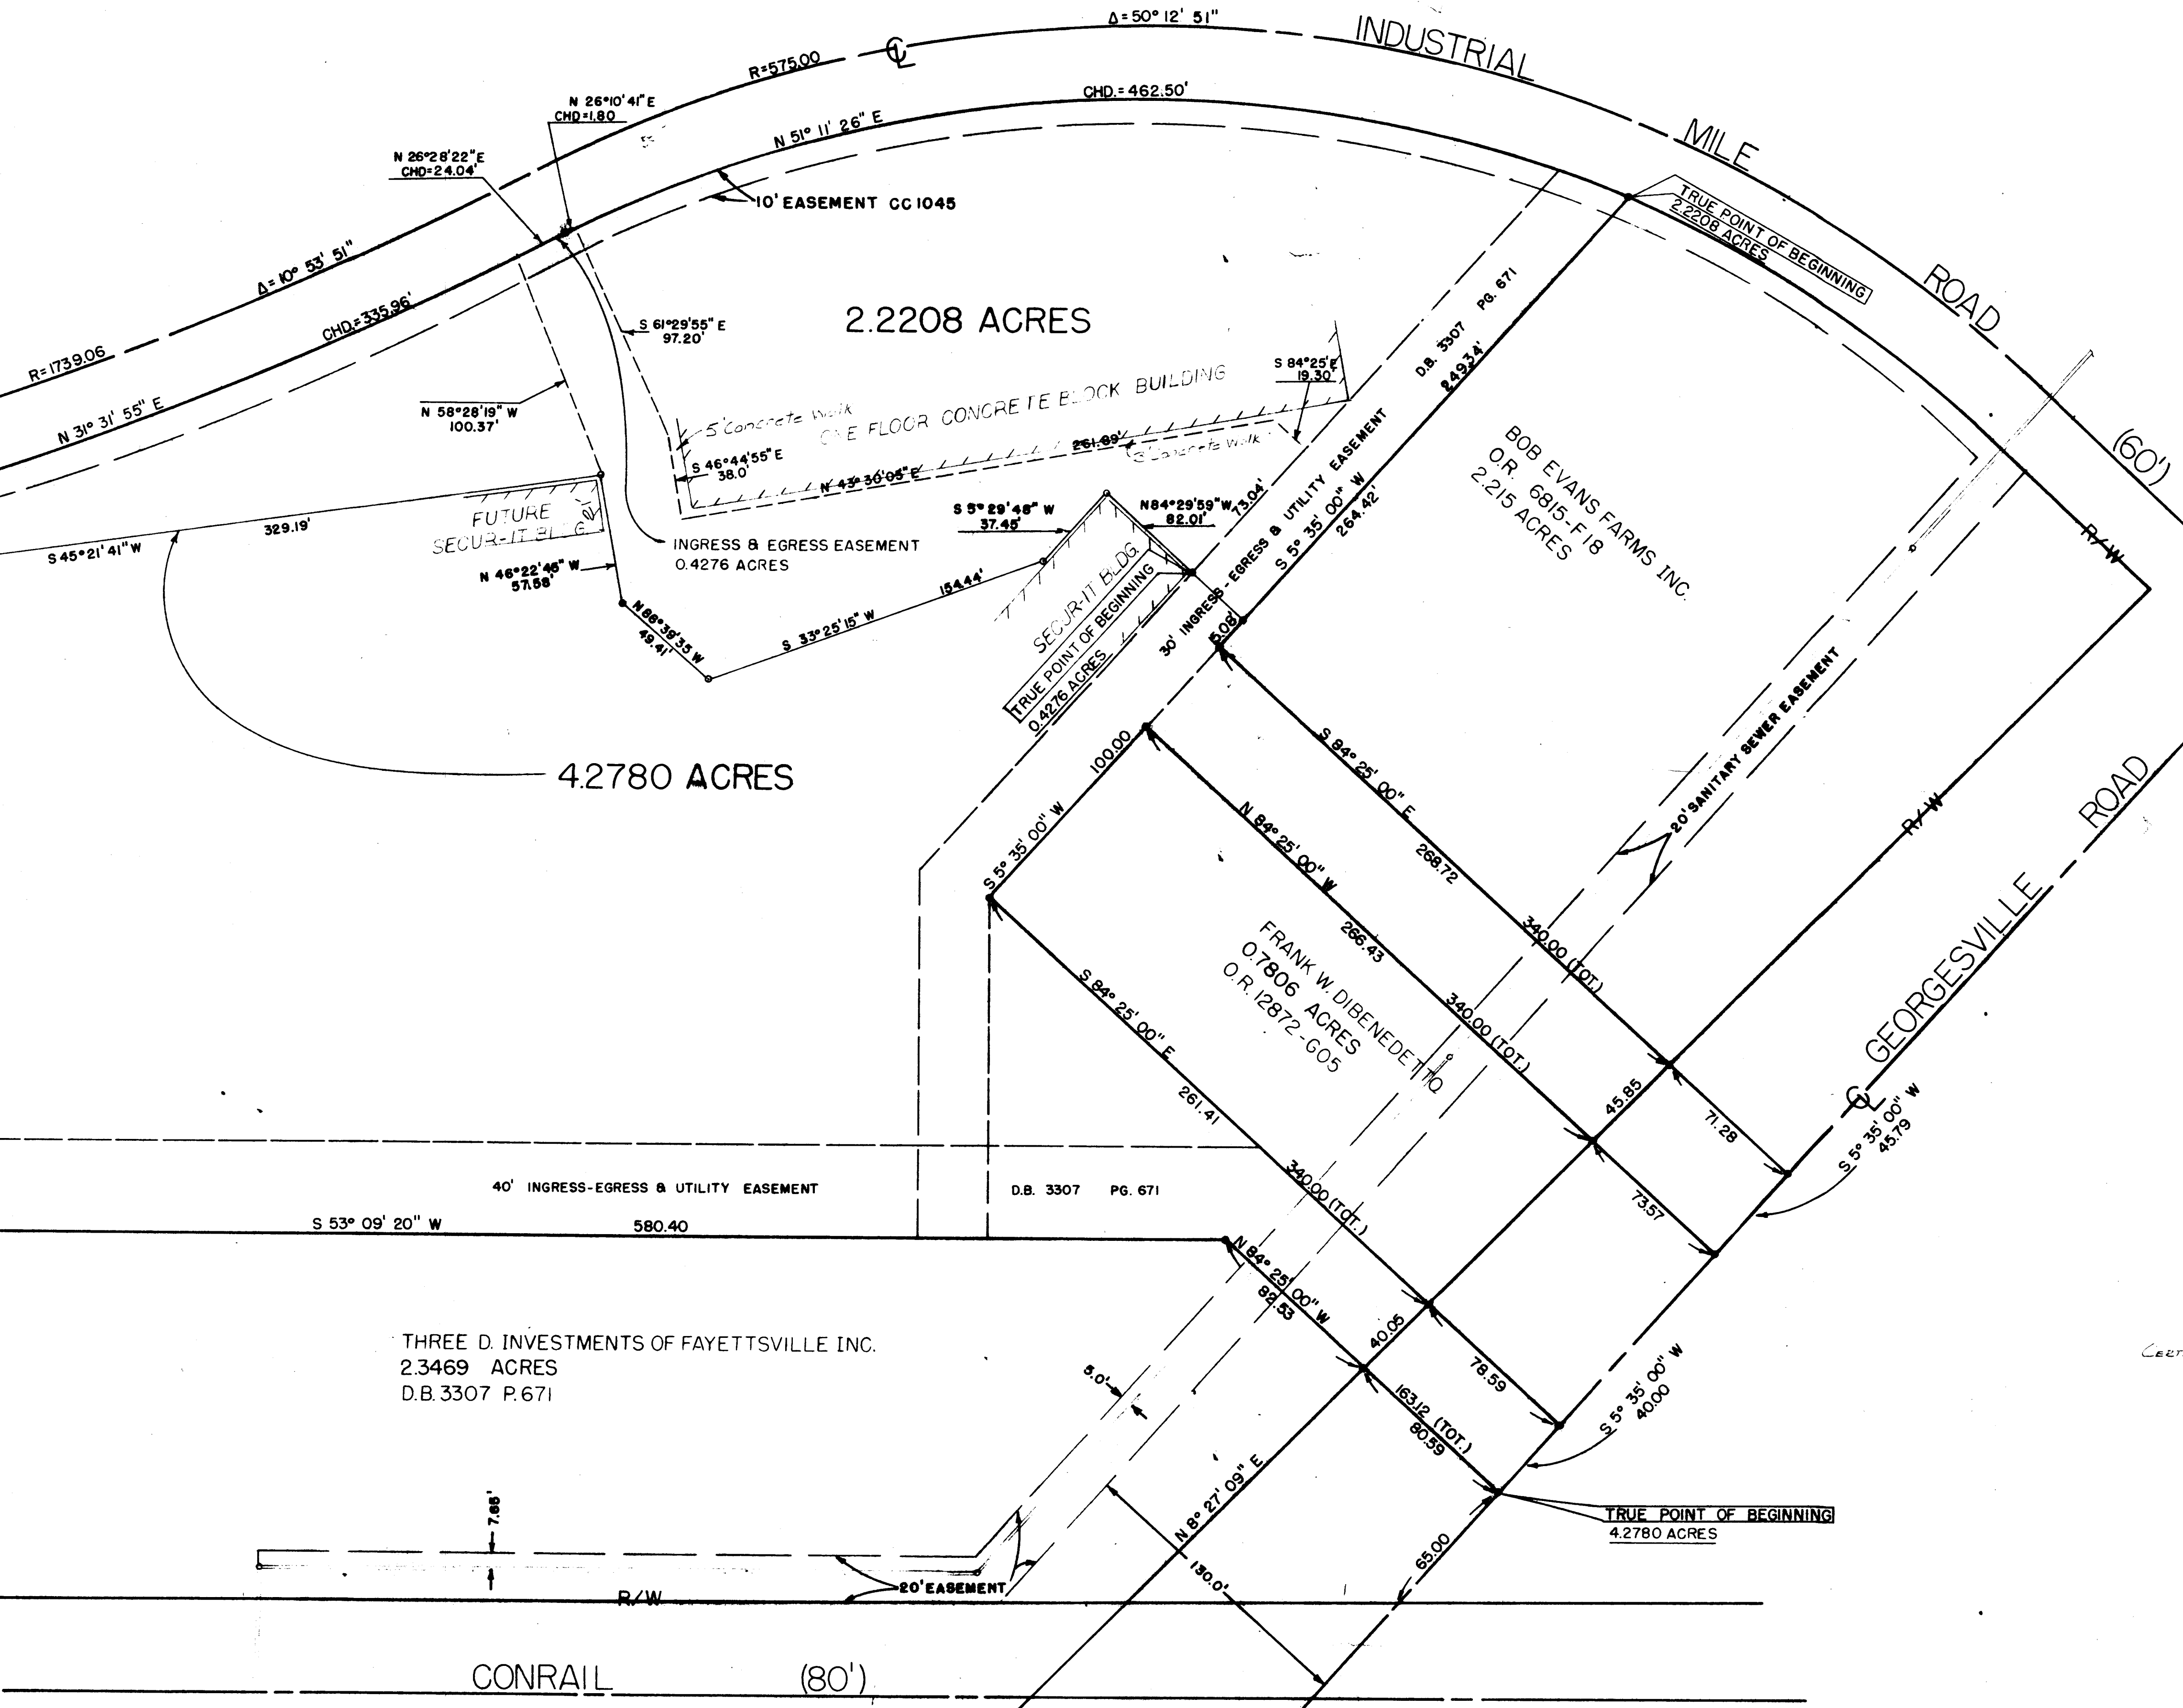 Δ = 50° 12' 51"
INDUSTRIAL
MILE
ROAD
(60')
R=575.00
CL
CHD.= 462.50'
N 26°10'41" E
CHD=1.80
N 51° 11' 26" E
N 26°28'22" E
CHD=24.04'
10' EASEMENT CC 1045
TRUE POINT OF BEGINNING
2.2208 ACRES
Δ = 10° 53' 51"
CHD.=335.96'
R=1739.06
N 31° 31' 55" E
2.2208 ACRES
S 61°29'55" E
97.20'
D.B. 3307 PG. 671
249.34'
S 84°25' E
19.30'
N 58°28'19" W
100.37'
5' Concrete Walk
ONE FLOOR CONCRETE BLOCK BUILDING
261.89'
3' Concrete Walk
S 46°44'55" E
38.0'
N 43°30'05" E
BOB EVANS FARMS INC.
O.R. 6815-F18
2.215 ACRES
R/W
329.19'
S 45°21'41" W
FUTURE
SECUR-IT BLDG.
21'
S 5°29'48" W
37.45'
N84°29'59" W
82.01'
73.04'
30' INGRESS - EGRESS & UTILITY EASEMENT
S 5° 35' 00" W
264.42'
INGRESS & EGRESS EASEMENT
0.4276 ACRES
N 46°22'45" W
57.58'
154.44'
S 33°25'15" W
N 88°39'35 W
49.41'
SECUR-IT BLDG.
TRUE POINT OF BEGINNING
0.4276 ACRES
15.08'
4.2780 ACRES
20' SANITARY SEWER EASEMENT
R/W
ROAD
GEORGESVILLE
CL
100.00
S 5° 35' 00" W
S 84° 25' 00" E
268.72
340.00 (TOT.)
N 84° 25' 00" W
266.43
340.00 (TOT.)
FRANK W. DIBENEDETTO
0.7806 ACRES
O.R. 12872-G05
S 84° 25' 00" E
261.41
340.00 (TOT.)
45.85
71.28
S 5° 35' 00" W
45.79
73.57
40' INGRESS-EGRESS & UTILITY EASEMENT
D.B. 3307 PG. 671
S 53° 09' 20" W
580.40
N 84° 25' 00" W
82.53
40.05
78.59
163.12 (TOT.)
80.59
S 5° 35' 00" W
40.00
THREE D. INVESTMENTS OF FAYETTSVILLE INC.
2.3469 ACRES
D.B. 3307 P. 671
5.0'
N 8° 27' 09" E
TRUE POINT OF BEGINNING
4.2780 ACRES
65.00
130.0'
7.65'
20' EASEMENT
R/W
CONRAIL (80')